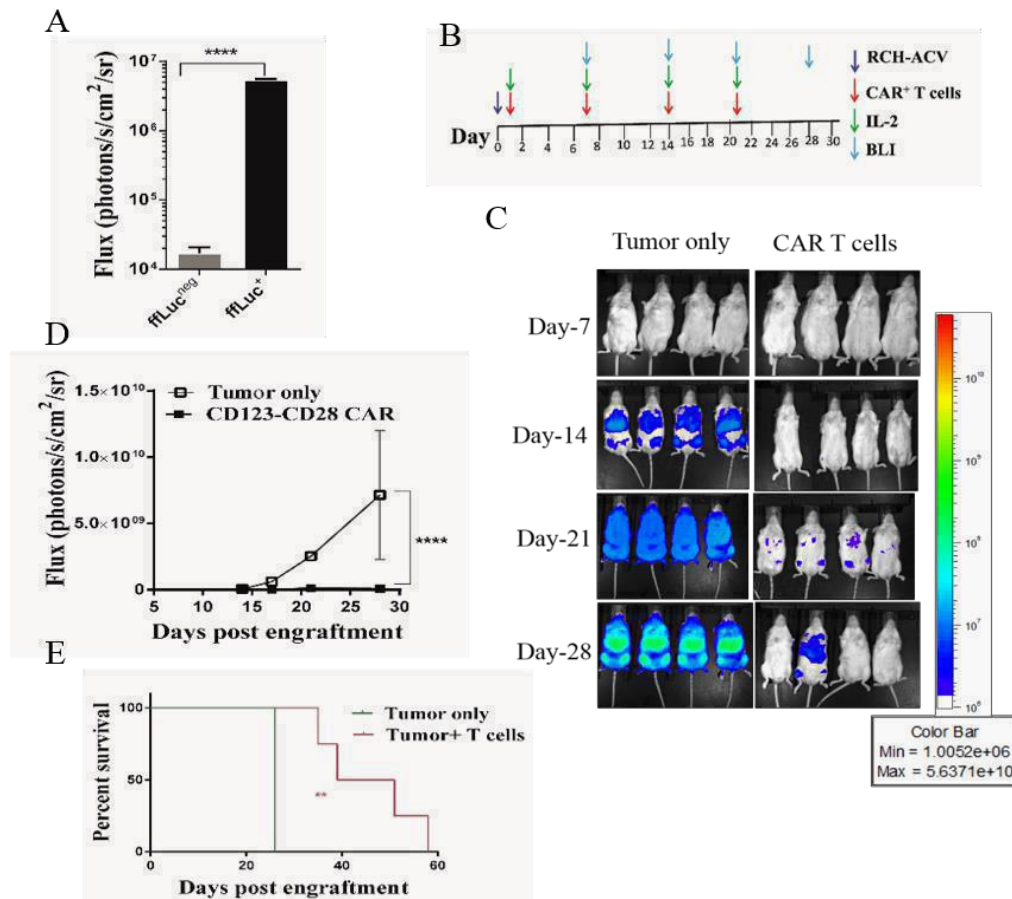 A
Flux (photons/s/cm²/sr)
10⁷
10⁶
10⁵
10⁴
****
ffLuc^neg
ffLuc⁺
B
RCH-ACV
CAR⁺ T cells
IL-2
BLI
Day
0 2 4 6 8 10 12 14 16 18 20 22 24 26 28 30
C
Tumor only
CAR T cells
Day-7
Day-14
Day-21
Day-28
10¹⁰
10⁹
10⁸
10⁷
Color Bar
Min = 1.0052e+06
Max = 5.6371e+10
D
Flux (photons/s/cm²/sr)
1.5×10¹⁰
1.0×10¹⁰
5.0×10⁰⁹
0
Tumor only
CD123-CD28 CAR
****
5 10 15 20 25 30
Days post engraftment
E
Percent survival
100
50
0
Tumor only
Tumor+ T cells
**
0 20 40 60
Days post engraftment